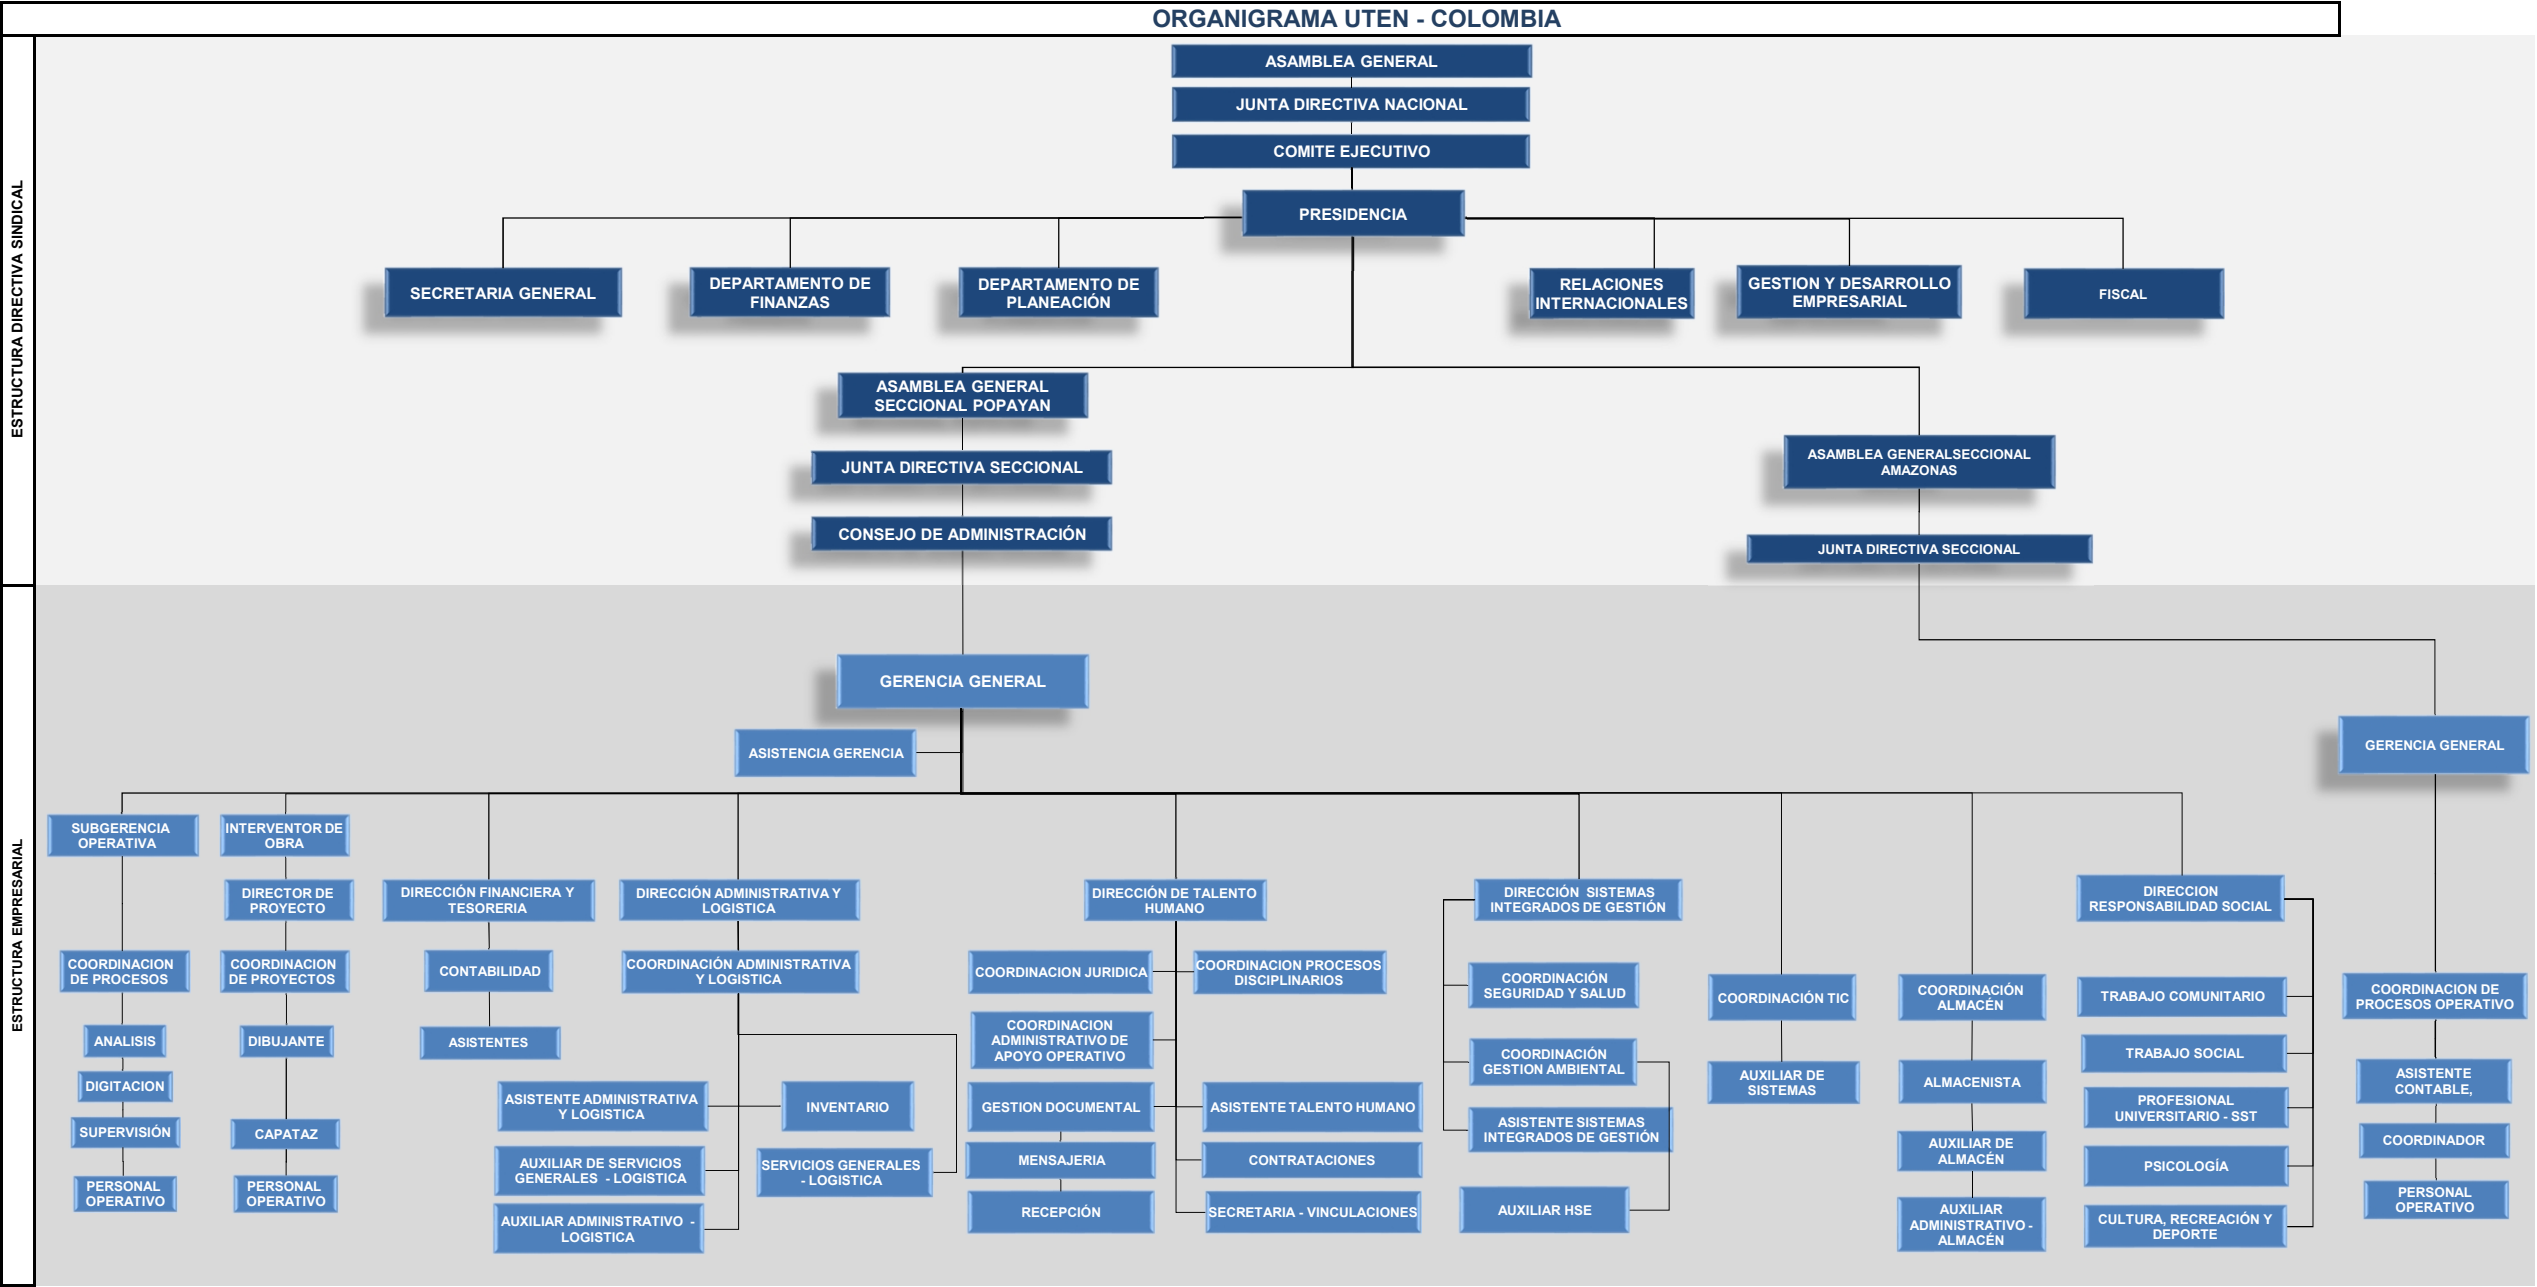 ORGANIGRAMA UTEN - COLOMBIA
ESTRUCTURA DIRECTIVA SINDICAL
ASAMBLEA GENERAL
JUNTA DIRECTIVA NACIONAL
COMITE EJECUTIVO
PRESIDENCIA
SECRETARIA GENERAL
DEPARTAMENTO DE
FINANZAS
DEPARTAMENTO DE
PLANEACIÓN
RELACIONES
INTERNACIONALES
GESTION Y DESARROLLO
EMPRESARIAL
FISCAL
ASAMBLEA GENERAL
SECCIONAL POPAYAN
JUNTA DIRECTIVA SECCIONAL
CONSEJO DE ADMINISTRACIÓN
ASAMBLEA GENERALSECCIONAL
AMAZONAS
JUNTA DIRECTIVA SECCIONAL
ESTRUCTURA EMPRESARIAL
GERENCIA GENERAL
ASISTENCIA GERENCIA
GERENCIA GENERAL
SUBGERENCIA
OPERATIVA
COORDINACION
DE PROCESOS
ANALISIS
DIGITACION
SUPERVISIÓN
PERSONAL
OPERATIVO
INTERVENTOR DE
OBRA
DIRECTOR DE
PROYECTO
COORDINACION
DE PROYECTOS
DIBUJANTE
CAPATAZ
PERSONAL
OPERATIVO
DIRECCIÓN FINANCIERA Y
TESORERIA
CONTABILIDAD
ASISTENTES
DIRECCIÓN ADMINISTRATIVA Y
LOGISTICA
COORDINACIÓN ADMINISTRATIVA
Y LOGISTICA
ASISTENTE ADMINISTRATIVA
Y LOGISTICA
INVENTARIO
AUXILIAR DE SERVICIOS
GENERALES - LOGISTICA
SERVICIOS GENERALES
- LOGISTICA
AUXILIAR ADMINISTRATIVO -
LOGISTICA
DIRECCIÓN DE TALENTO
HUMANO
COORDINACION JURIDICA
COORDINACION PROCESOS
DISCIPLINARIOS
COORDINACION
ADMINISTRATIVO DE
APOYO OPERATIVO
GESTION DOCUMENTAL
ASISTENTE TALENTO HUMANO
MENSAJERIA
CONTRATACIONES
RECEPCIÓN
SECRETARIA - VINCULACIONES
DIRECCIÓN SISTEMAS
INTEGRADOS DE GESTIÓN
COORDINACIÓN
SEGURIDAD Y SALUD
COORDINACIÓN
GESTION AMBIENTAL
ASISTENTE SISTEMAS
INTEGRADOS DE GESTIÓN
AUXILIAR HSE
COORDINACIÓN TIC
AUXILIAR DE
SISTEMAS
COORDINACIÓN
ALMACÉN
ALMACENISTA
AUXILIAR DE
ALMACÉN
AUXILIAR
ADMINISTRATIVO -
ALMACÉN
DIRECCION
RESPONSABILIDAD SOCIAL
TRABAJO COMUNITARIO
TRABAJO SOCIAL
PROFESIONAL
UNIVERSITARIO - SST
PSICOLOGÍA
CULTURA, RECREACIÓN Y
DEPORTE
COORDINACION DE
PROCESOS OPERATIVO
ASISTENTE
CONTABLE,
COORDINADOR
PERSONAL
OPERATIVO